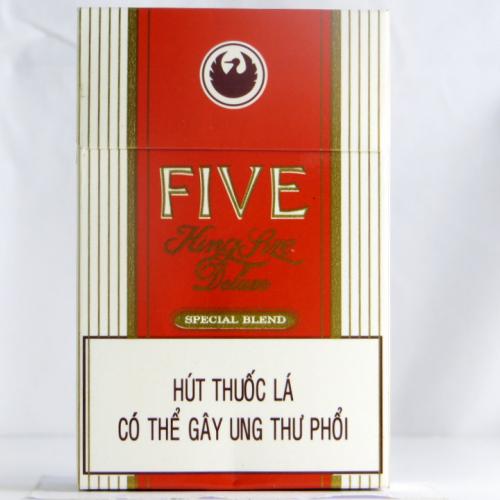 FIVE
King Size
Deluxe
SPECIAL BLEND
HÚT THUỐC LÁ
CÓ THỂ GÂY UNG THƯ PHỔI